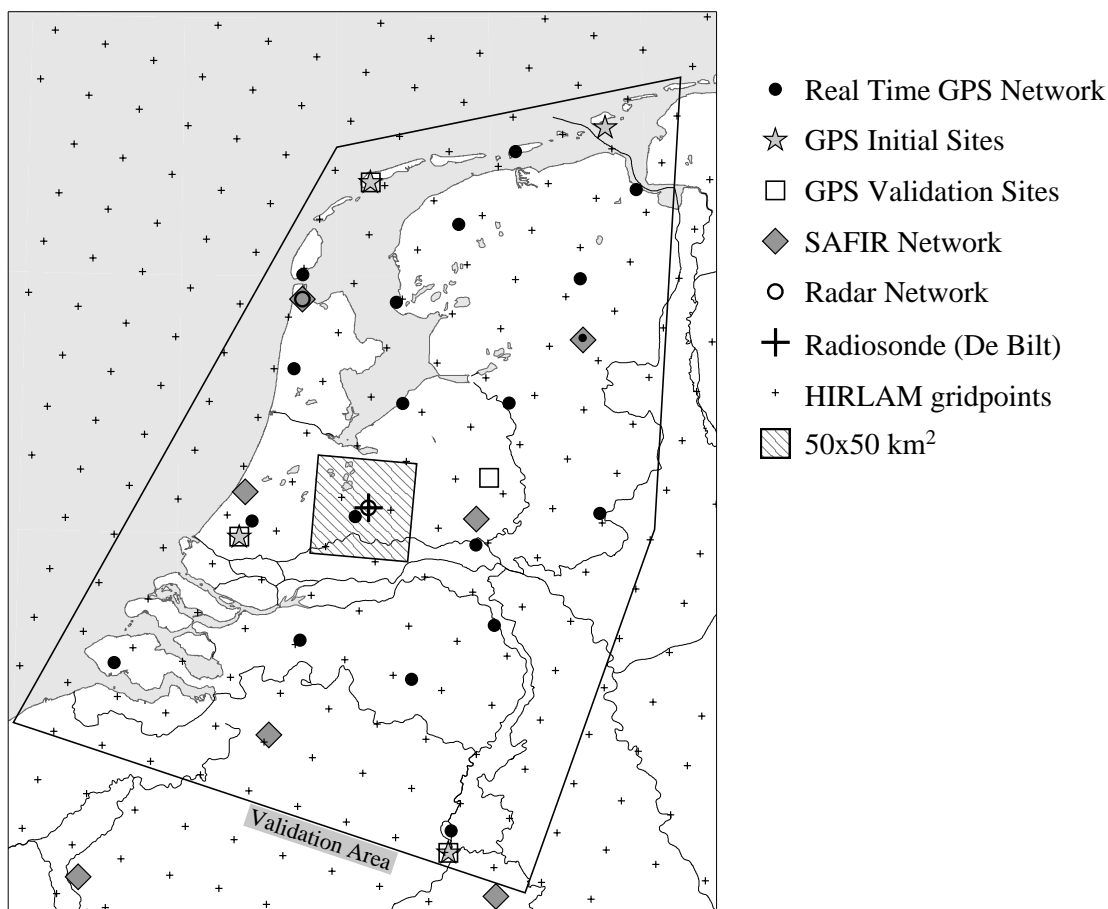 Real Time GPS Network
GPS Initial Sites
GPS Validation Sites
SAFIR Network
Radar Network
Radiosonde (De Bilt)
HIRLAM gridpoints
50x50 km²
Validation Area